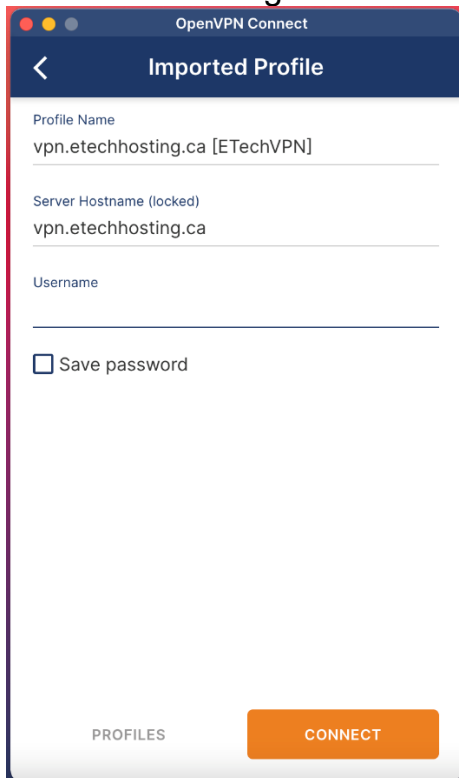 OpenVPN Connect
Imported Profile
Profile Name
vpn.etechhosting.ca [ETechVPN]
Server Hostname (locked)
vpn.etechhosting.ca
Username
Save password
PROFILES
CONNECT